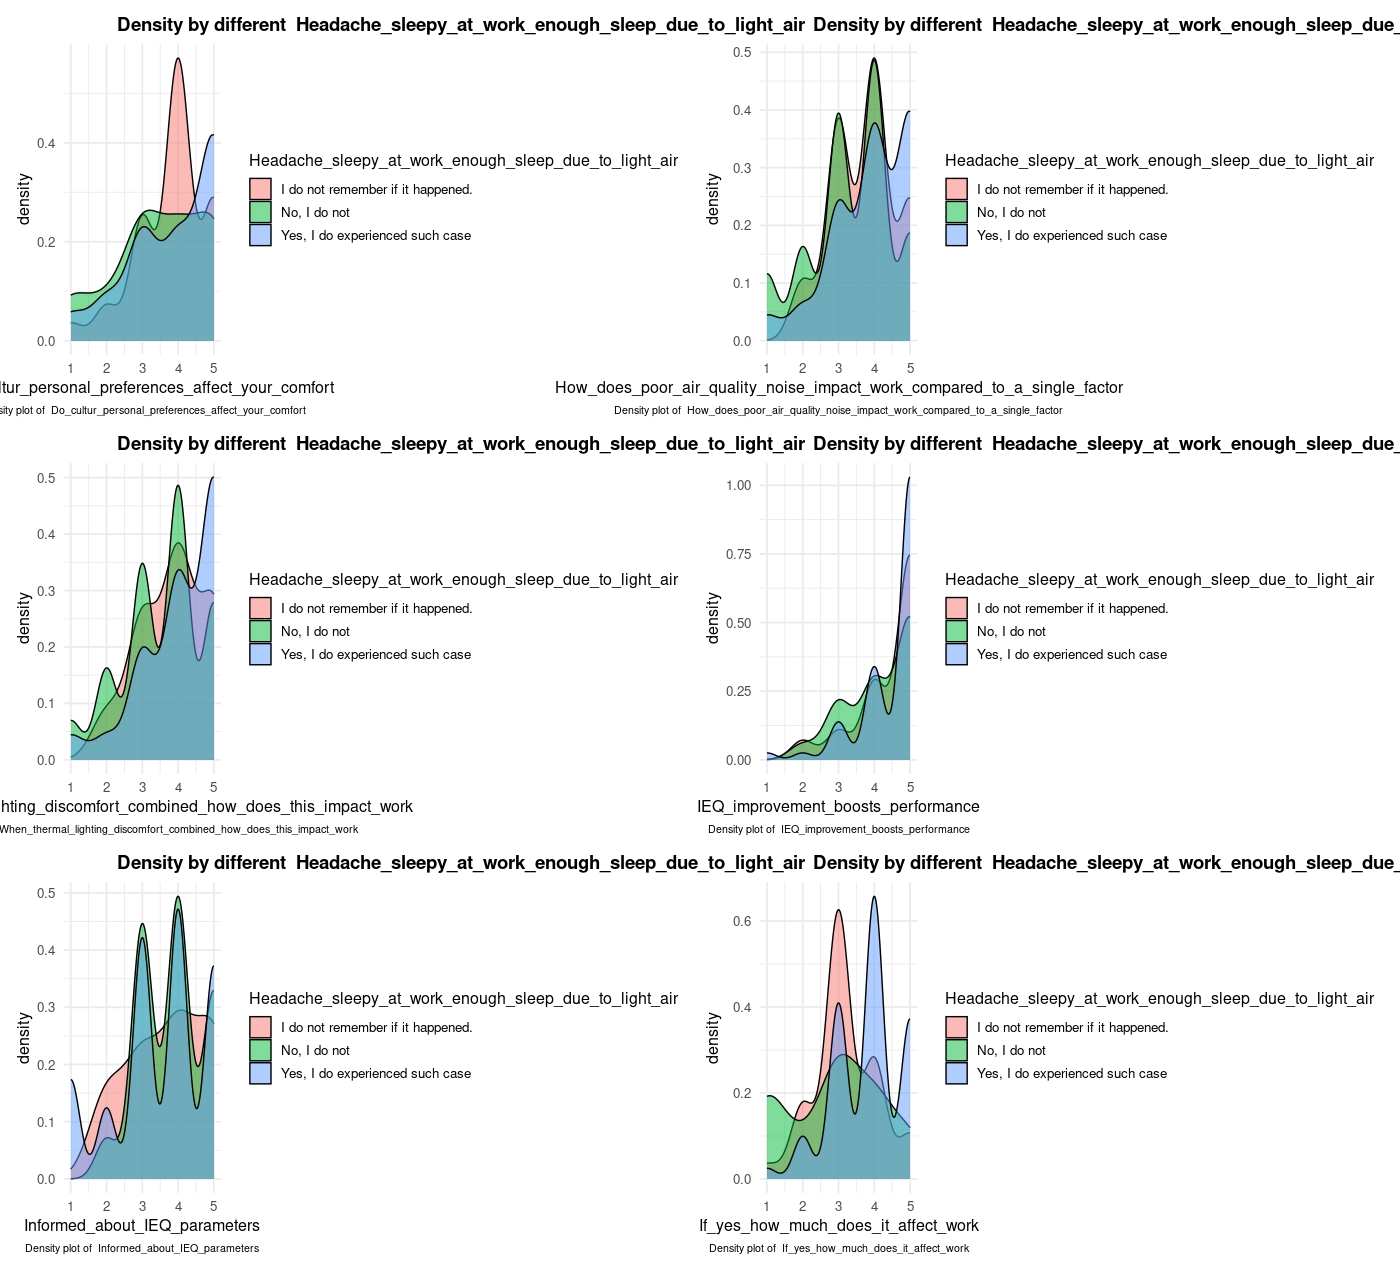 Density by different Headache_sleepy_at_work_enough_sleep_due_to_light_air
0.4
0.2
0.0
density
1 2 3 4 5
ltur_personal_preferences_affect_your_comfort
sity plot of Do_cultur_personal_preferences_affect_your_comfort
Headache_sleepy_at_work_enough_sleep_due_to_light_air
I do not remember if it happened.
No, I do not
Yes, I do experienced such case
Density by different Headache_sleepy_at_work_enough_sleep_due_
0.5
0.4
0.3
0.2
0.1
0.0
density
1 2 3 4 5
How_does_poor_air_quality_noise_impact_work_compared_to_a_single_factor
Density plot of How_does_poor_air_quality_noise_impact_work_compared_to_a_single_factor
Headache_sleepy_at_work_enough_sleep_due_to_light_air
I do not remember if it happened.
No, I do not
Yes, I do experienced such case
Density by different Headache_sleepy_at_work_enough_sleep_due_to_light_air
0.5
0.4
0.3
0.2
0.1
0.0
density
1 2 3 4 5
hting_discomfort_combined_how_does_this_impact_work
When_thermal_lighting_discomfort_combined_how_does_this_impact_work
Headache_sleepy_at_work_enough_sleep_due_to_light_air
I do not remember if it happened.
No, I do not
Yes, I do experienced such case
Density by different Headache_sleepy_at_work_enough_sleep_due_
1.00
0.75
0.50
0.25
0.00
density
1 2 3 4 5
IEQ_improvement_boosts_performance
Density plot of IEQ_improvement_boosts_performance
Headache_sleepy_at_work_enough_sleep_due_to_light_air
I do not remember if it happened.
No, I do not
Yes, I do experienced such case
Density by different Headache_sleepy_at_work_enough_sleep_due_to_light_air
0.5
0.4
0.3
0.2
0.1
0.0
density
1 2 3 4 5
Informed_about_IEQ_parameters
Density plot of Informed_about_IEQ_parameters
Headache_sleepy_at_work_enough_sleep_due_to_light_air
I do not remember if it happened.
No, I do not
Yes, I do experienced such case
Density by different Headache_sleepy_at_work_enough_sleep_due_
0.6
0.4
0.2
0.0
density
1 2 3 4 5
If_yes_how_much_does_it_affect_work
Density plot of If_yes_how_much_does_it_affect_work
Headache_sleepy_at_work_enough_sleep_due_to_light_air
I do not remember if it happened.
No, I do not
Yes, I do experienced such case